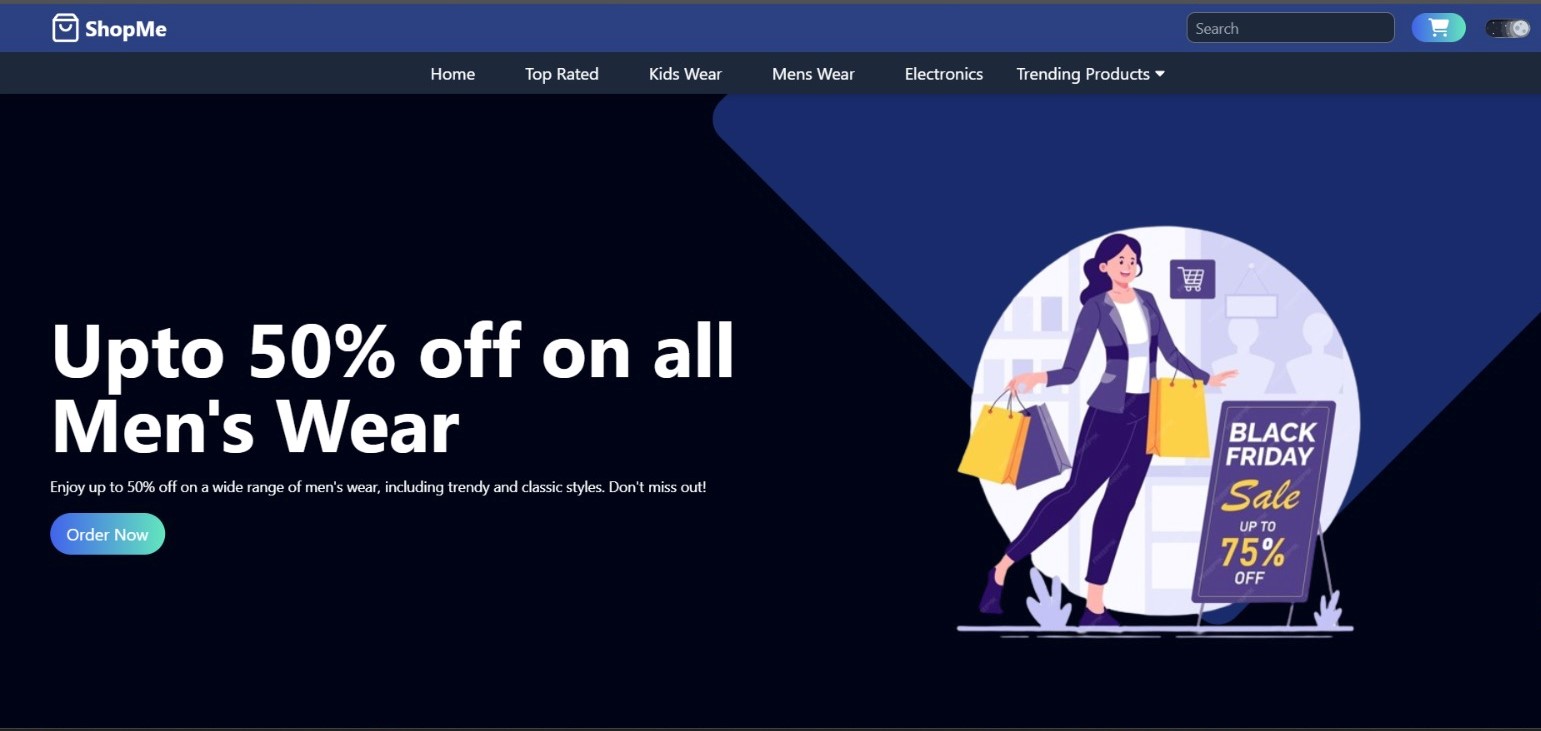 ShopMe
Search
Home
Top Rated
Kids Wear
Mens Wear
Electronics
Trending Products
Upto 50% off on all
Men's Wear
Enjoy up to 50% off on a wide range of men's wear, including trendy and classic styles. Don't miss out!
Order Now
BLACK
FRIDAY
Sale
UP TO
75%
OFF